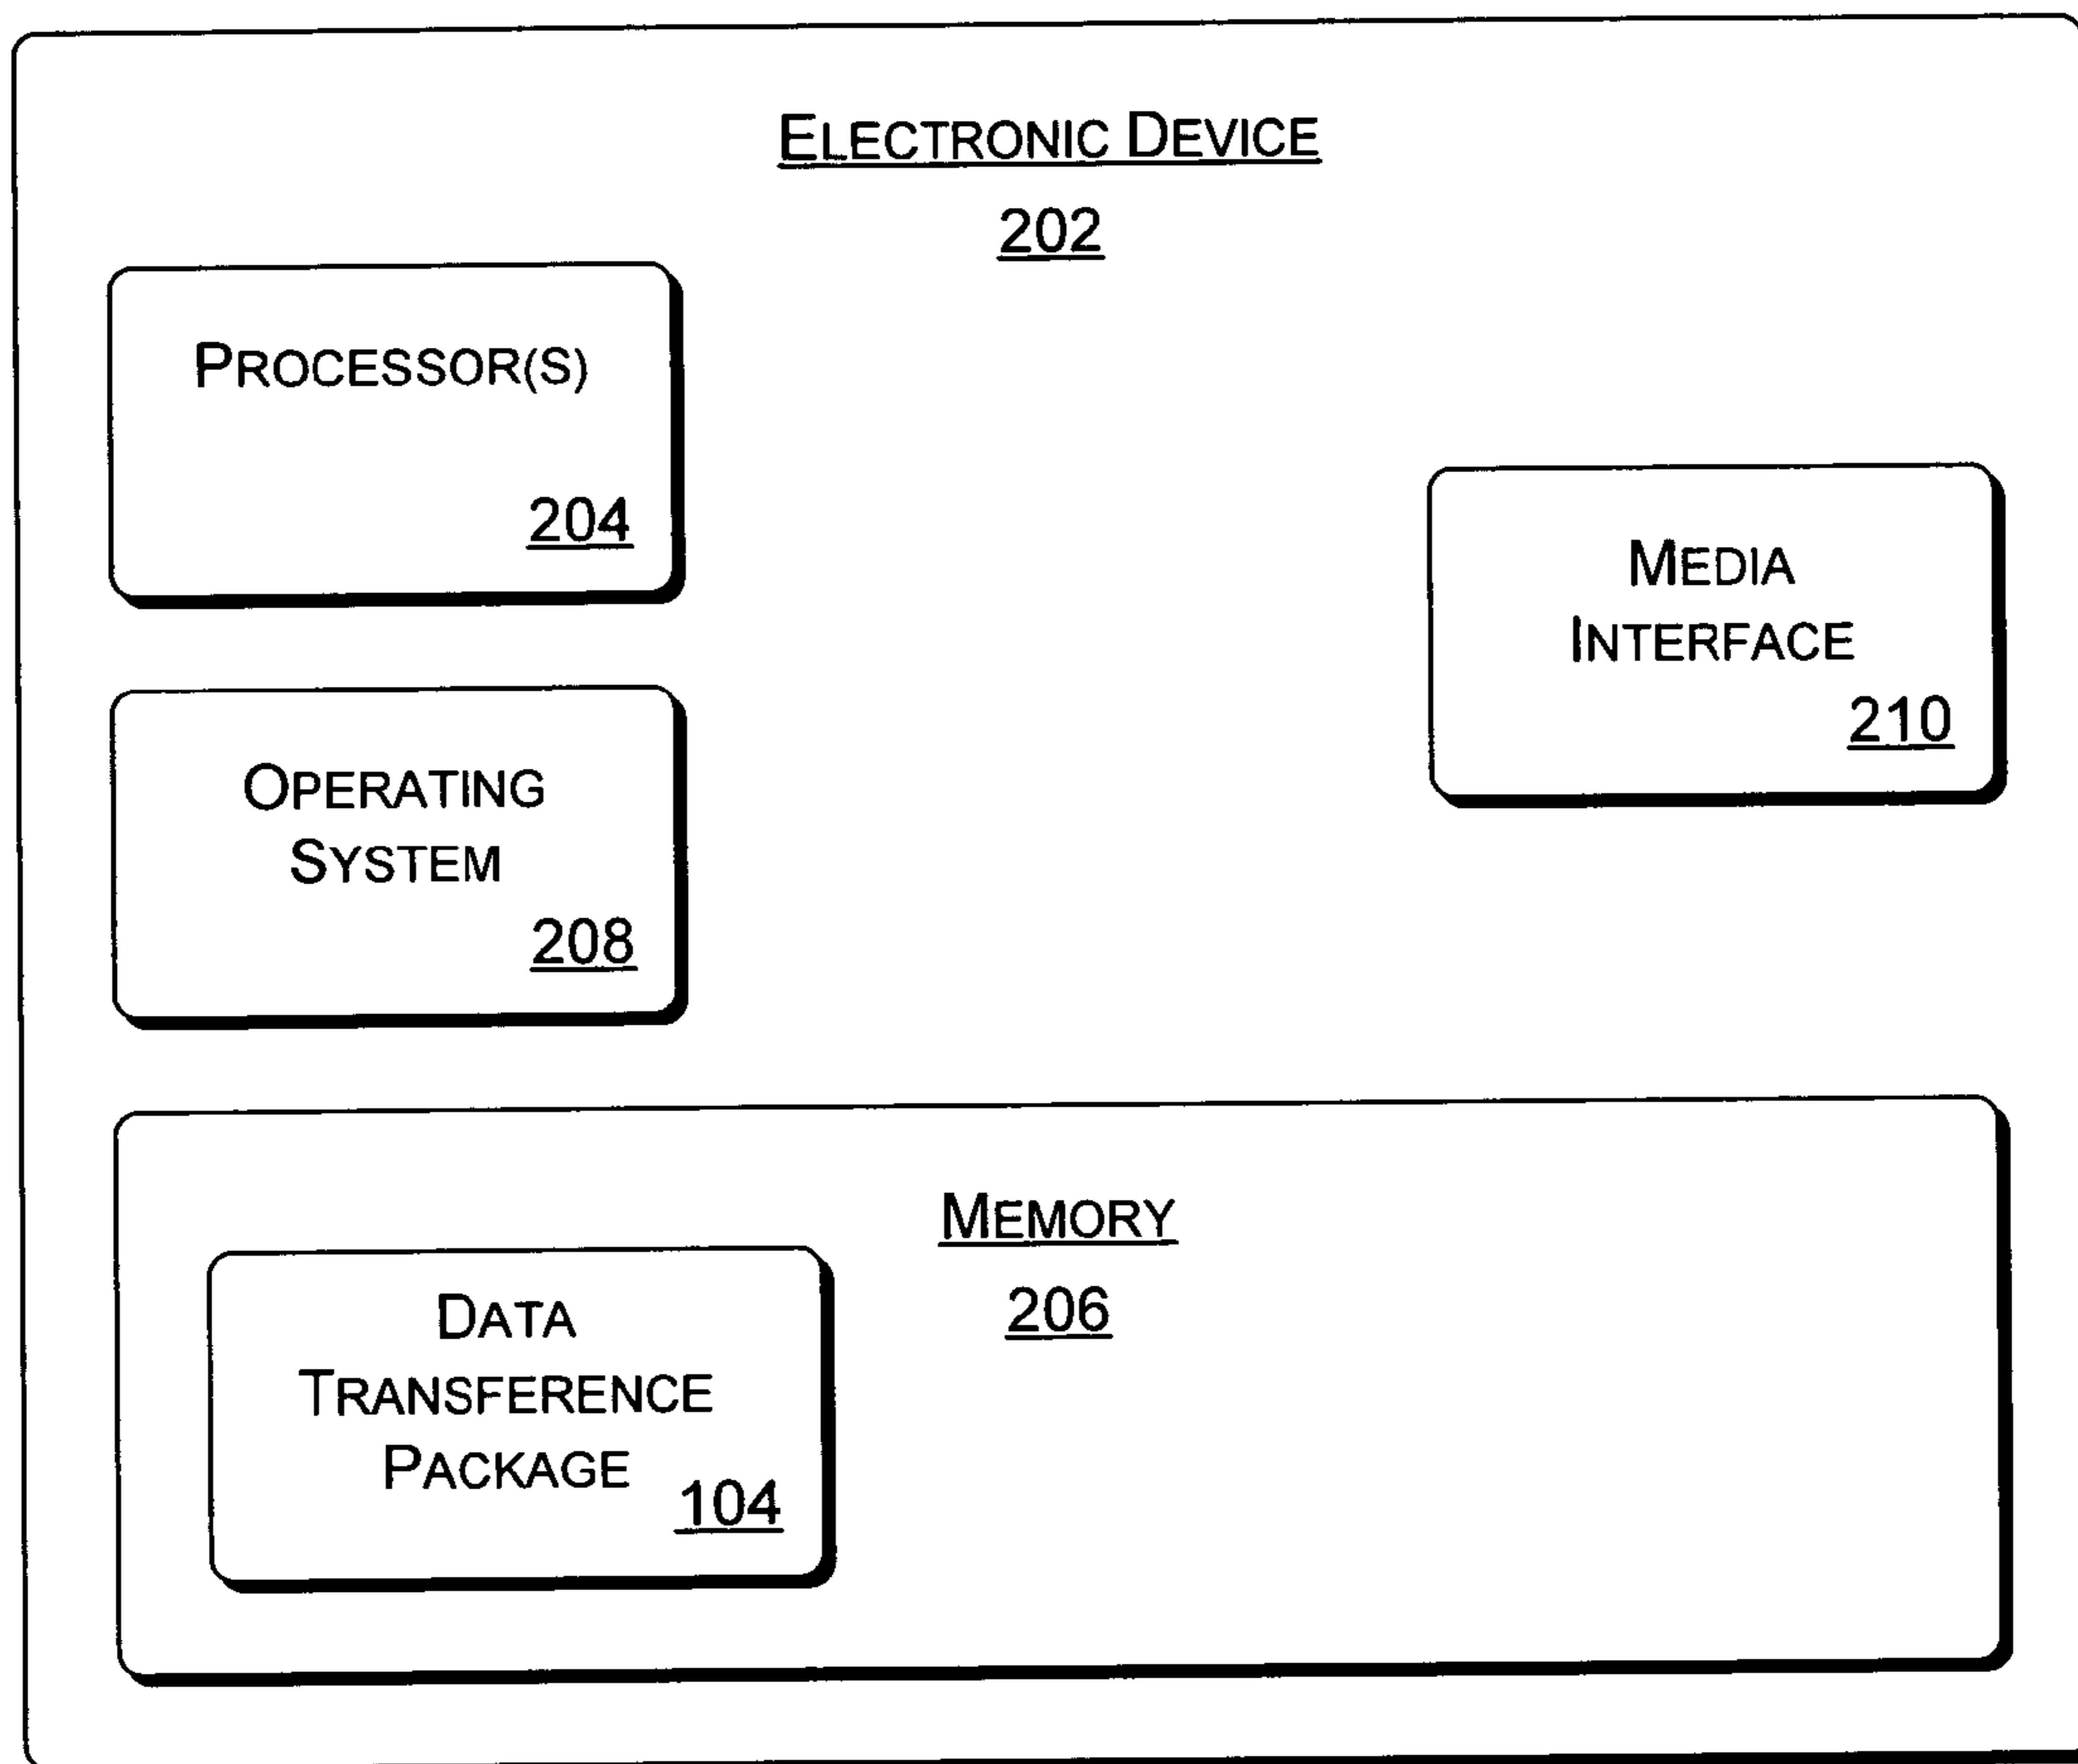 ELECTRONIC DEVICE
202
PROCESSOR(S)
204
MEDIA
INTERFACE
210
OPERATING
SYSTEM
208
MEMORY
206
DATA
TRANSFERENCE
PACKAGE
104